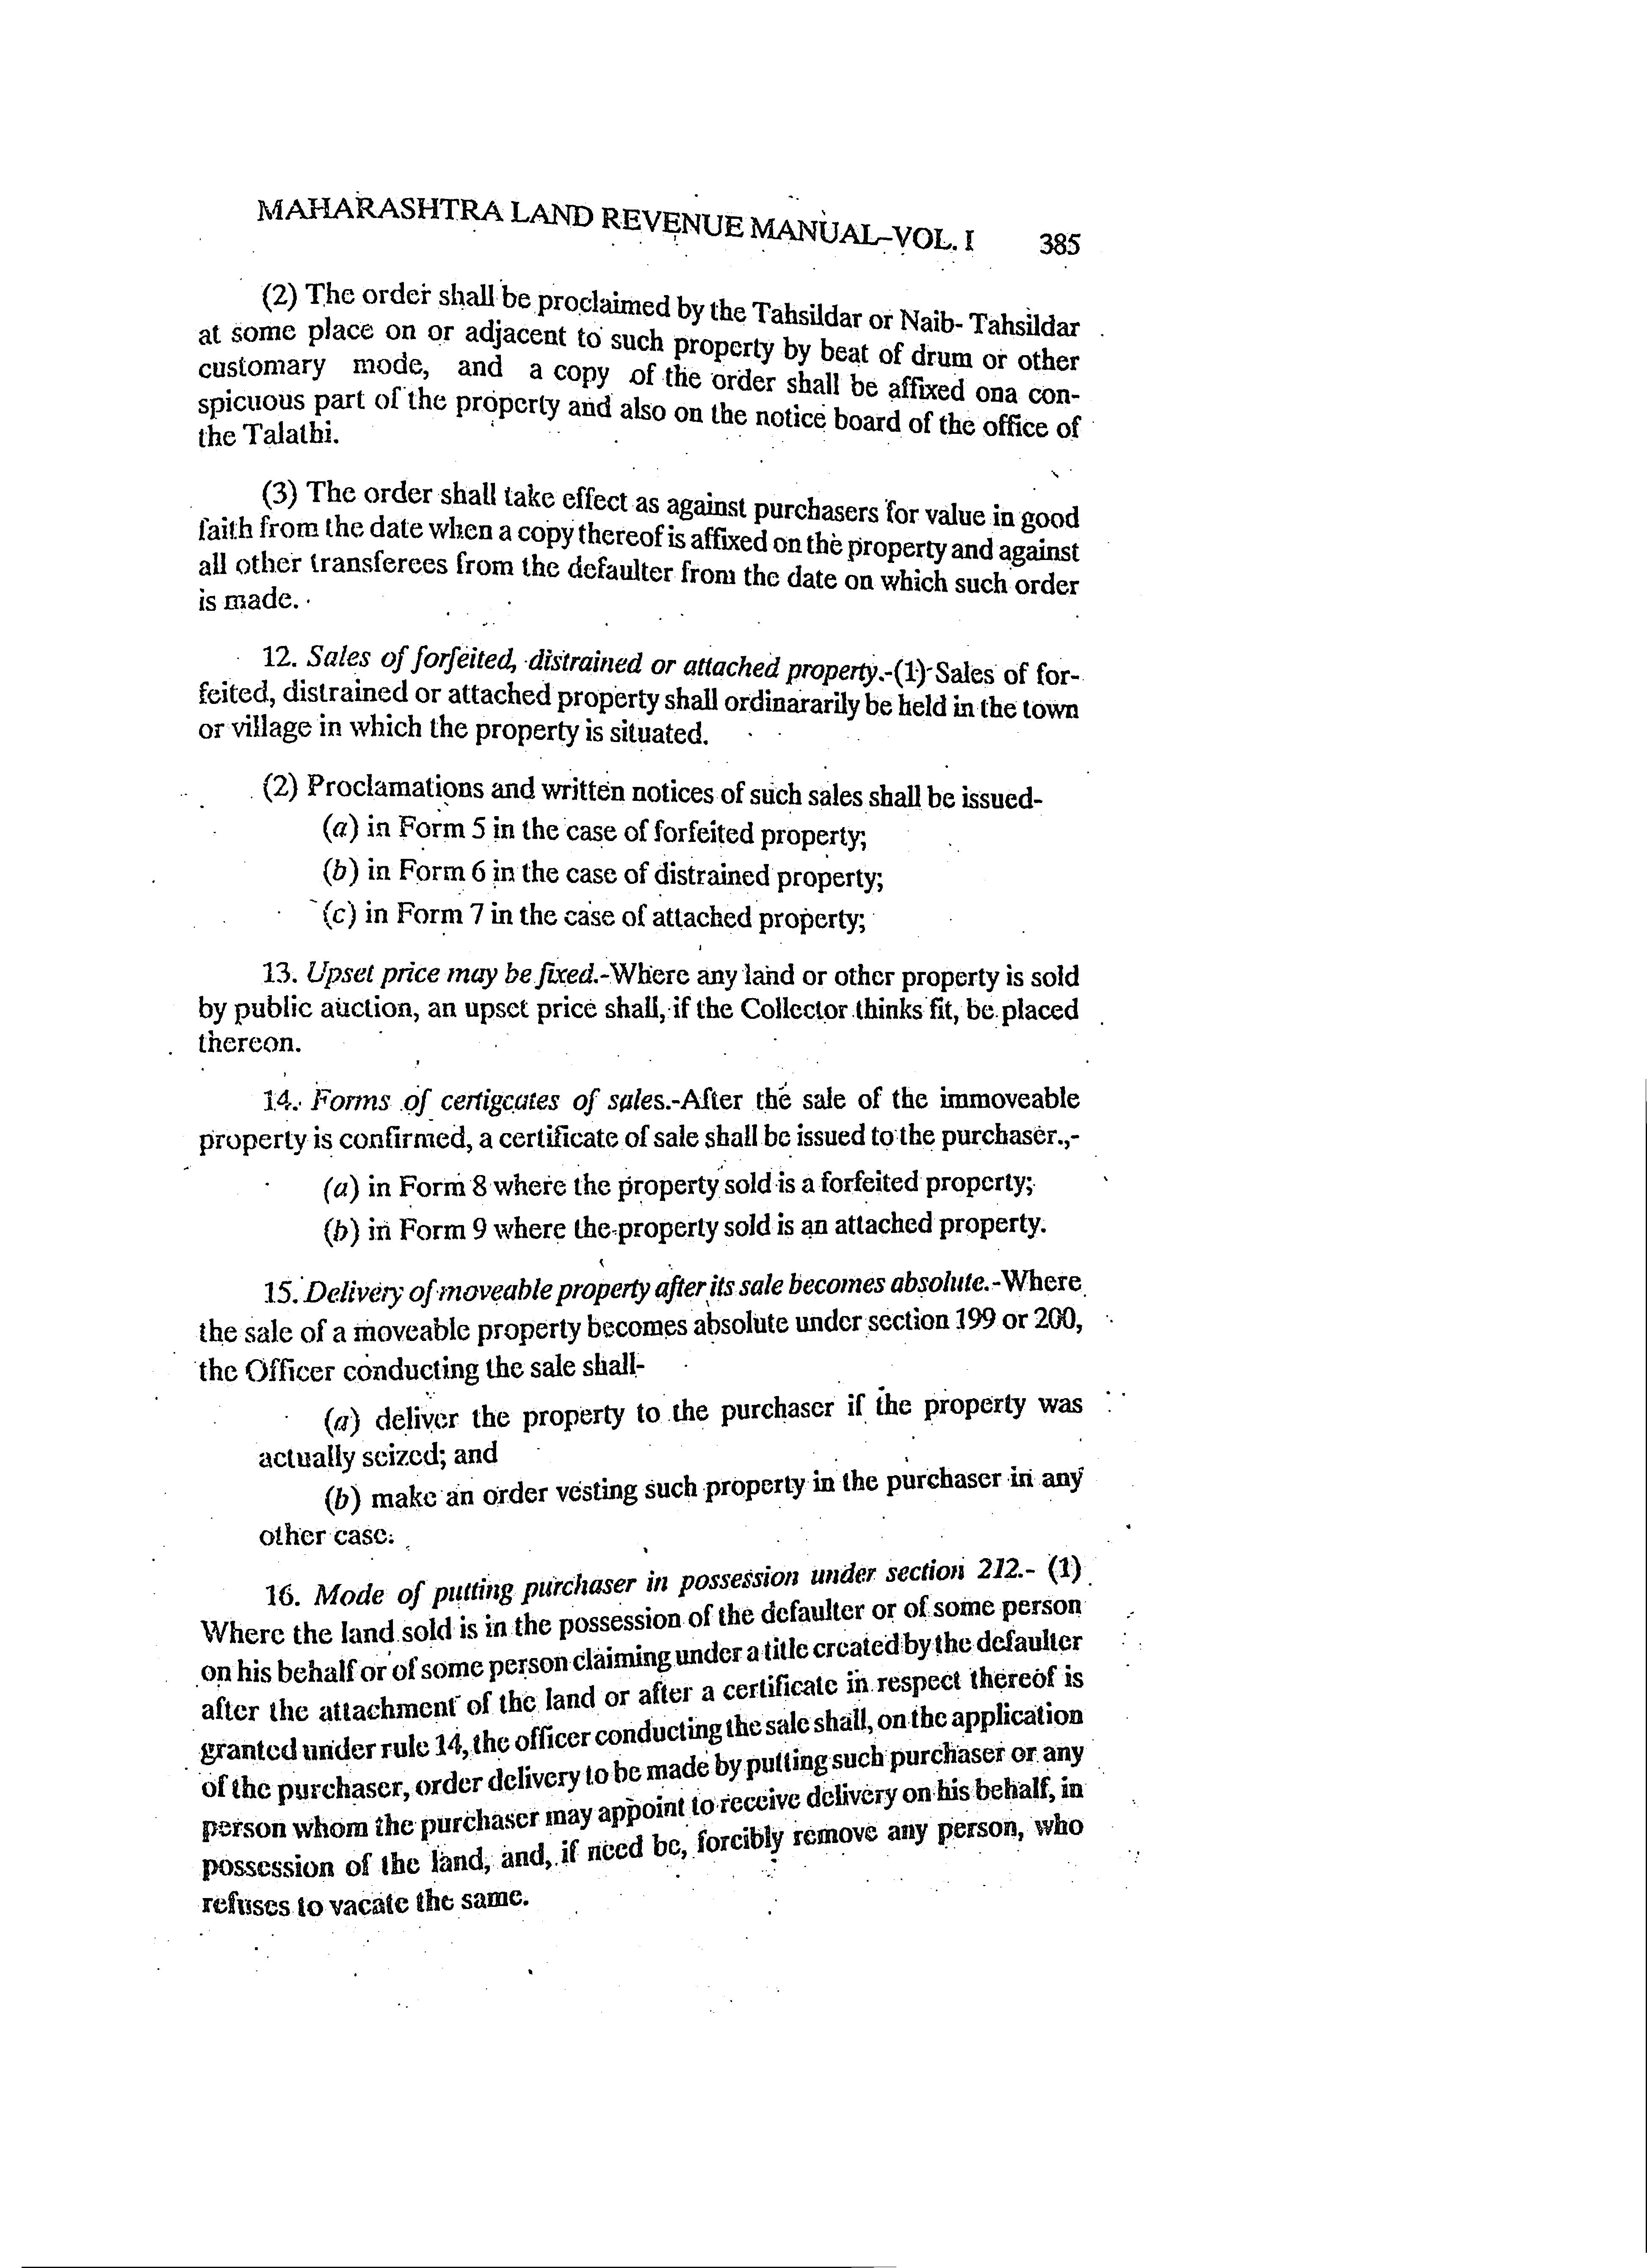 MAHARASHTRA LAND REVENUE MANUAL-VOL. I 385
(2) The order shall be proclaimed by the Tahsildar or Naib- Tahsildar
at some place on or adjacent to such property by beat of drum or other
customary mode, and a copy of the order shall be affixed ona con-
spicuous part of the property and also on the notice board of the office of
the Talathi.
(3) The order shall take effect as against purchasers for value in good
faith from the date when a copy thereof is affixed on the property and against
all other transferees from the defaulter from the date on which such order
is made.
12. Sales of forfeited, distrained or attached property.-(1) Sales of for-
feited, distrained or attached property shall ordinararily be held in the town
or village in which the property is situated.
(2) Proclamations and written notices of such sales shall be issued-
(a) in Form 5 in the case of forfeited property;
(b) in Form 6 in the case of distrained property;
(c) in Form 7 in the case of attached property;
13. Upset price may be fixed.-Where any land or other property is sold
by public auction, an upset price shall, if the Collector thinks fit, be placed
thereon.
14. Forms of certigcates of sales.-After the sale of the immoveable
property is confirmed, a certificate of sale shall be issued to the purchaser.,-
(a) in Form 8 where the property sold is a forfeited property;
(b) in Form 9 where the property sold is an attached property.
15. Delivery of moveable property after its sale becomes absolute.-Where
the sale of a moveable property becomes absolute under section 199 or 200,
the Officer conducting the sale shall-
(a) deliver the property to the purchaser if the property was
actually seized; and
(b) make an order vesting such property in the purchaser in any
other case.
16. Mode of putting purchaser in possession under section 212.- (1)
Where the land sold is in the possession of the defaulter or of some person
on his behalf or of some person claiming under a title created by the defaulter
after the attachment of the land or after a certificate in respect thereof is
granted under rule 14, the officer conducting the sale shall, on the application
of the purchaser, order delivery to be made by putting such purchaser or any
person whom the purchaser may appoint to receive delivery on his behalf, in
possession of the land, and, if need be, forcibly remove any person, who
refuses to vacate the same.